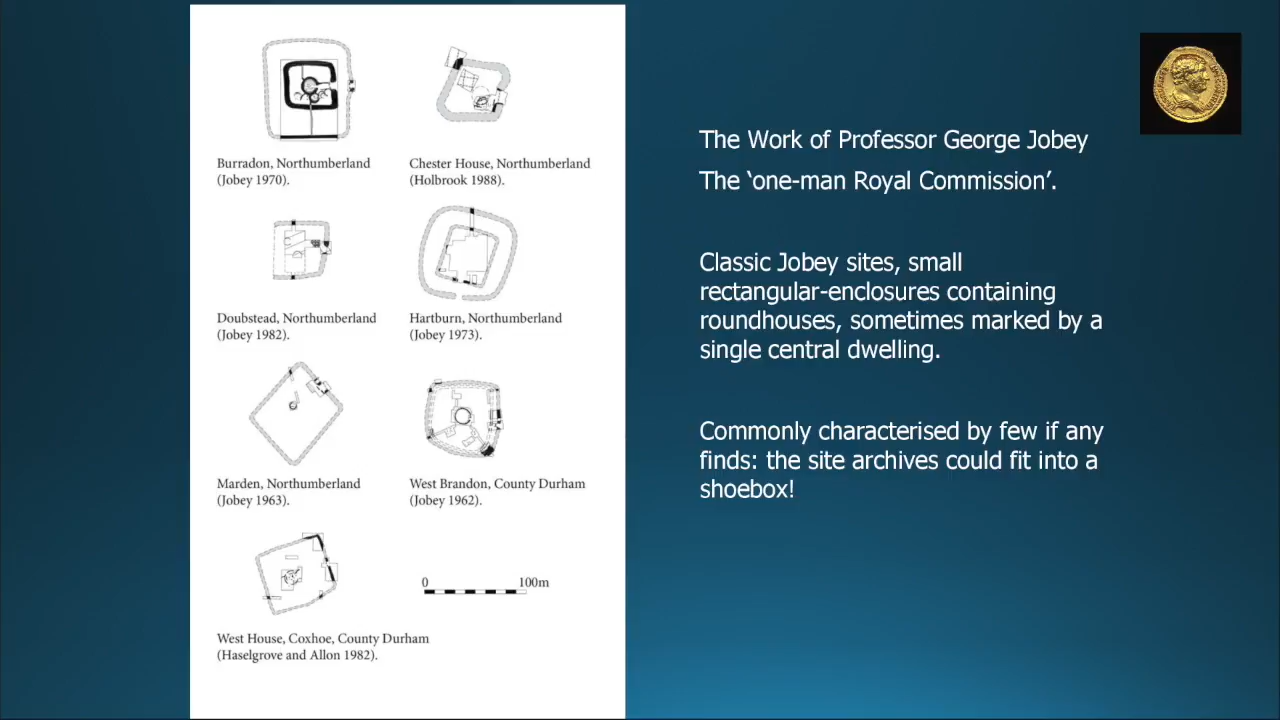 Burradon, Northumberland
(Jobey 1970).
Chester House, Northumberland
(Holbrook 1988).
Doubstead, Northumberland
(Jobey 1982).
Hartburn, Northumberland
(Jobey 1973).
Marden, Northumberland
(Jobey 1963).
West Brandon, County Durham
(Jobey 1962).
West House, Coxhoe, County Durham
(Haselgrove and Allon 1982).
0 100m
The Work of Professor George Jobey
The ‘one-man Royal Commission’.
Classic Jobey sites, small
rectangular-enclosures containing
roundhouses, sometimes marked by a
single central dwelling.
Commonly characterised by few if any
finds: the site archives could fit into a
shoebox!